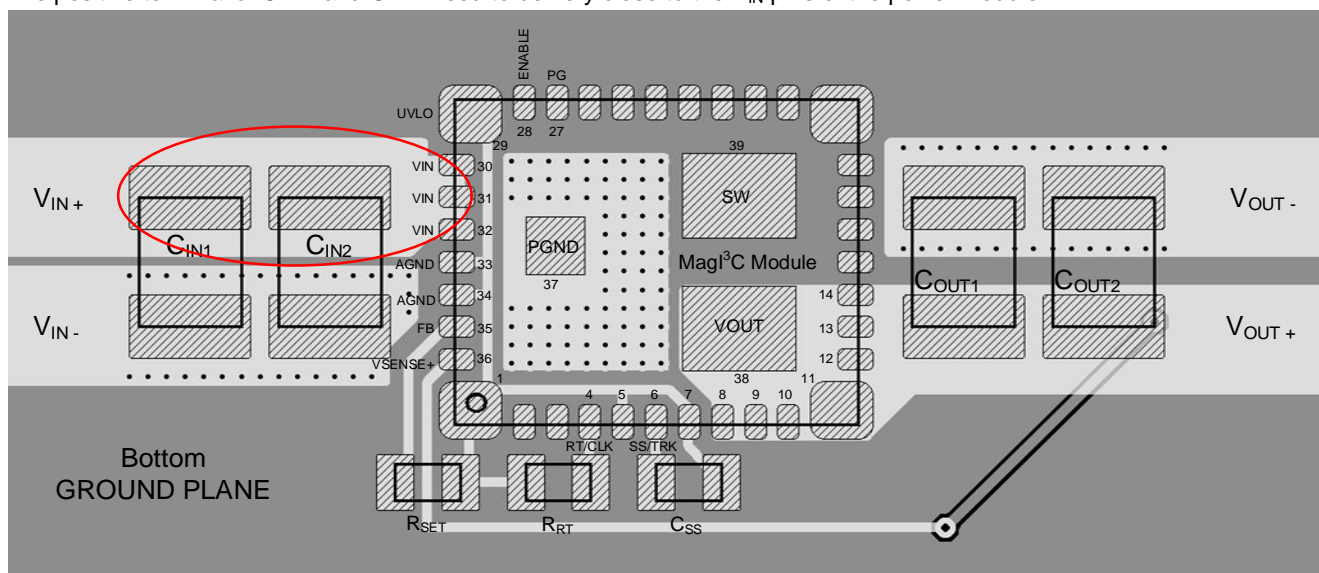 ENABLE
PG
UVLO
28 27
29
39
VIN 30
VIN 31
VIN 32
AGND 33
AGND 34
FB 35
VSENSE+ 36
VIN +
VIN -
CIN1 CIN2
SW
PGND
37
MagI³C Module
VOUT
38
14
13
12
11
1 4 5 6 7 8 9 10
COUT1 COUT2
VOUT -
VOUT +
RT/CLK SS/TRK
RSET RRT CSS
Bottom
GROUND PLANE